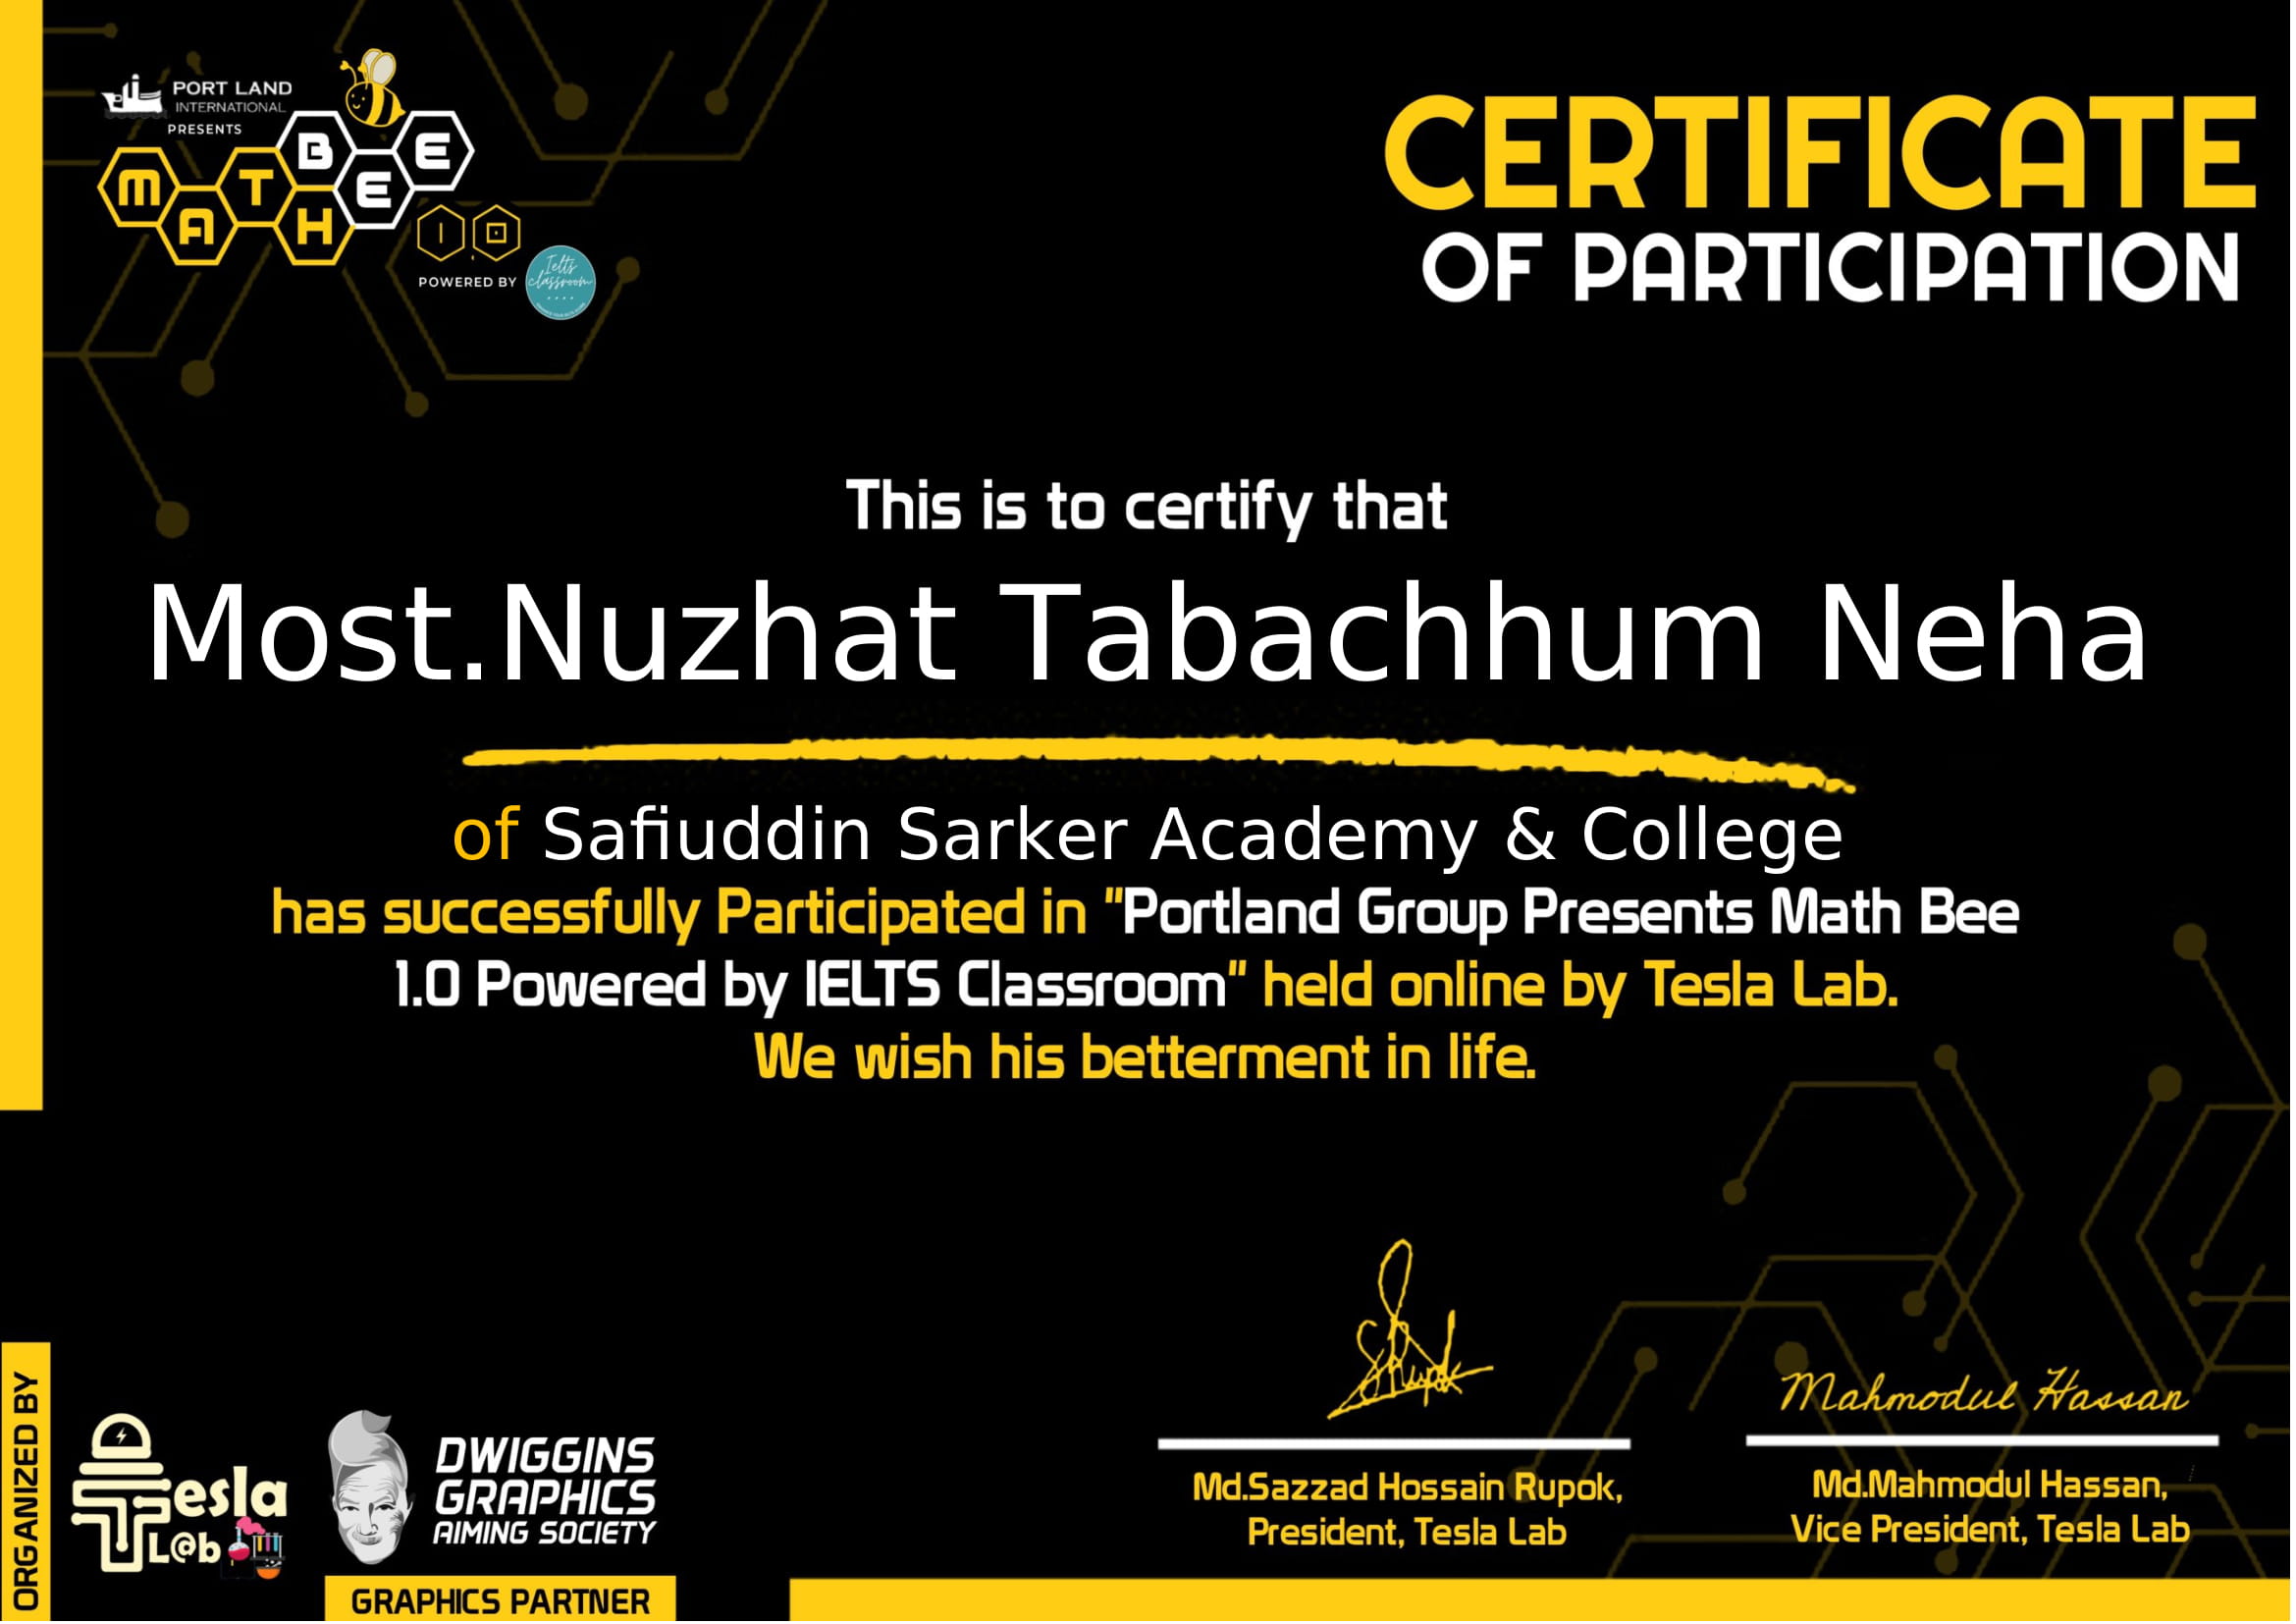 PORT LAND
INTERNATIONAL
PRESENTS
MATH BEE
1.0
POWERED BY
Ielts
classroom
CERTIFICATE
OF PARTICIPATION
This is to certify that
Most.Nuzhat Tabachhum Neha
of Safiuddin Sarker Academy & College
has successfully Participated in "Portland Group Presents Math Bee
1.0 Powered by IELTS Classroom" held online by Tesla Lab.
We wish his betterment in life.
Rupok
Mahmodul Hassan
Md.Sazzad Hossain Rupok,
President, Tesla Lab
Md.Mahmodul Hassan,
Vice President, Tesla Lab
ORGANIZED BY
Tesla
L@b
DWIGGINS
GRAPHICS
AIMING SOCIETY
GRAPHICS PARTNER